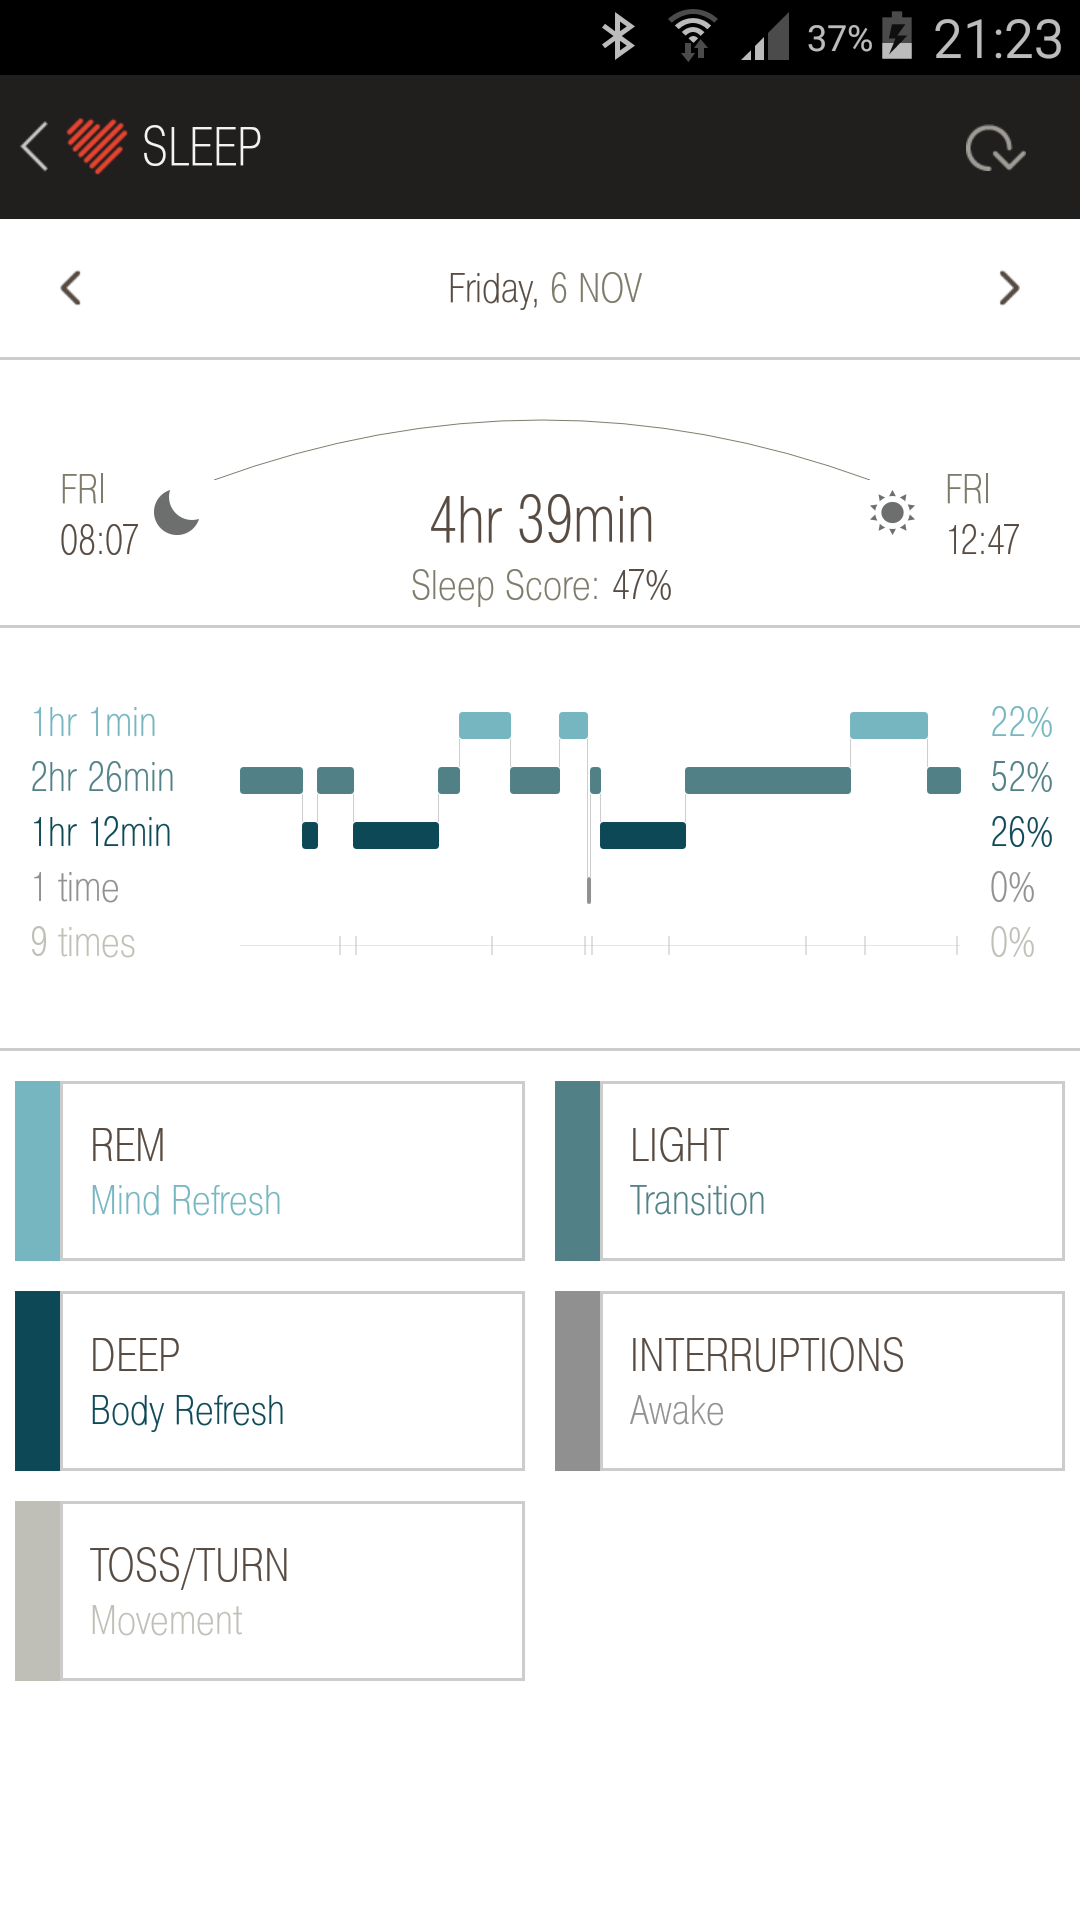 37% 21:23
SLEEP
Friday, 6 NOV
FRI
08:07
4hr 39min
Sleep Score: 47%
FRI
12:47
1hr 1min 22%
2hr 26min 52%
1hr 12min 26%
1 time 0%
9 times 0%
REM
Mind Refresh
LIGHT
Transition
DEEP
Body Refresh
INTERRUPTIONS
Awake
TOSS/TURN
Movement